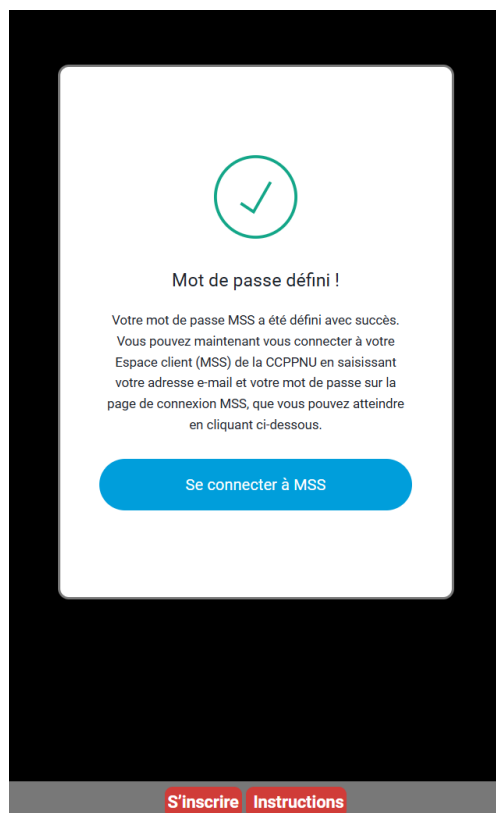 Mot de passe défini !
Votre mot de passe MSS a été défini avec succès.
Vous pouvez maintenant vous connecter à votre
Espace client (MSS) de la CCPPNU en saisissant
votre adresse e-mail et votre mot de passe sur la
page de connexion MSS, que vous pouvez atteindre
en cliquant ci-dessous.
Se connecter à MSS
S'inscrire Instructions